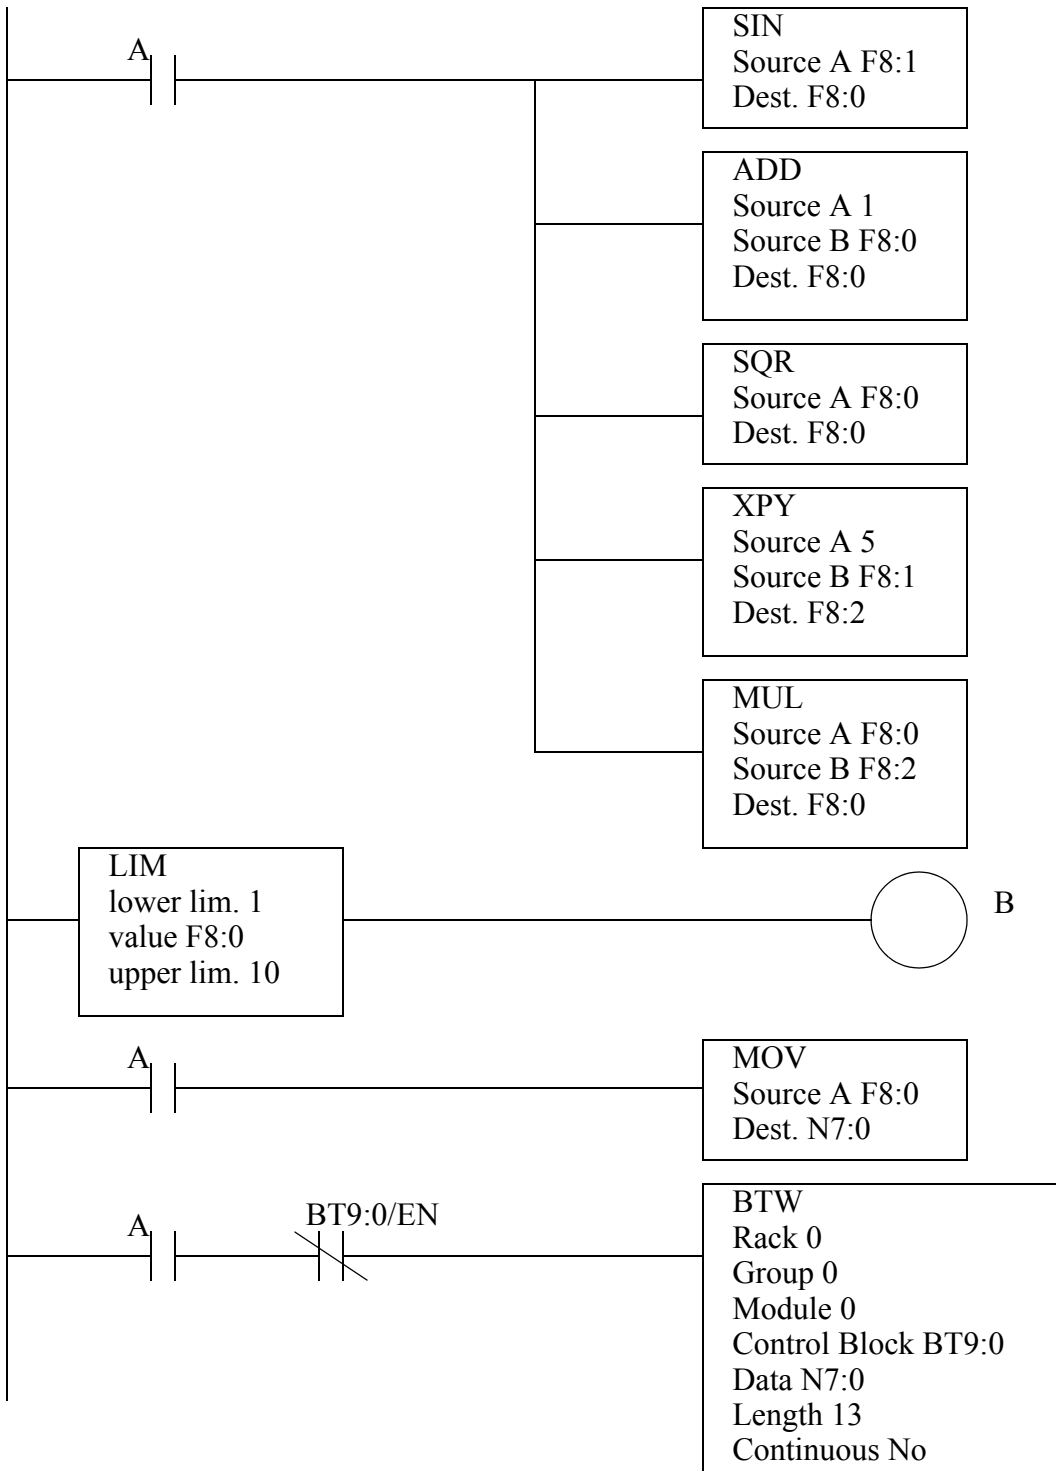 A
SIN
Source A F8:1
Dest. F8:0
ADD
Source A 1
Source B F8:0
Dest. F8:0
SQR
Source A F8:0
Dest. F8:0
XPY
Source A 5
Source B F8:1
Dest. F8:2
MUL
Source A F8:0
Source B F8:2
Dest. F8:0
LIM
lower lim. 1
value F8:0
upper lim. 10
B
A
MOV
Source A F8:0
Dest. N7:0
A
BT9:0/EN
BTW
Rack 0
Group 0
Module 0
Control Block BT9:0
Data N7:0
Length 13
Continuous No